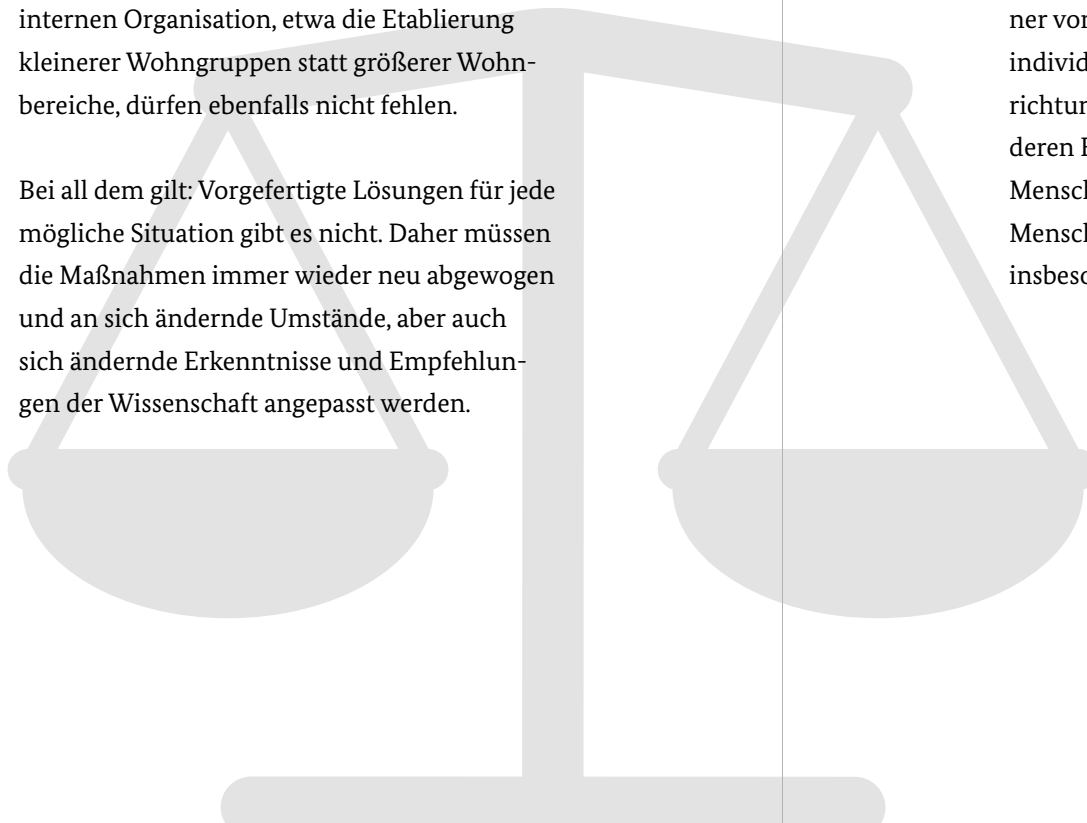 internen Organisation, etwa die Etablierung
kleinerer Wohngruppen statt größerer Wohn-
bereiche, dürfen ebenfalls nicht fehlen.
Bei all dem gilt: Vorgefertigte Lösungen für jede
mögliche Situation gibt es nicht. Daher müssen
die Maßnahmen immer wieder neu abgewogen
und an sich ändernde Umstände, aber auch
sich ändernde Erkenntnisse und Empfehlun-
gen der Wissenschaft angepasst werden.
ner
deren